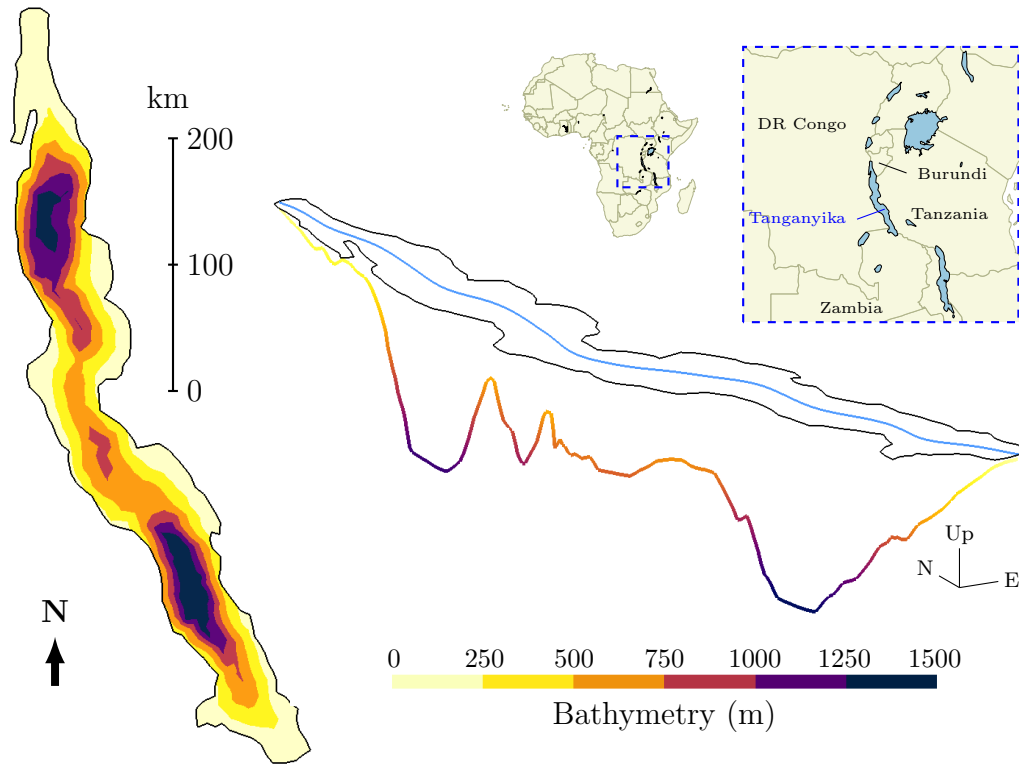 km
200
100
0
N
DR Congo
Burundi
Tanganyika
Tanzania
Zambia
Up
N
E
0 250 500 750 1000 1250 1500
Bathymetry (m)